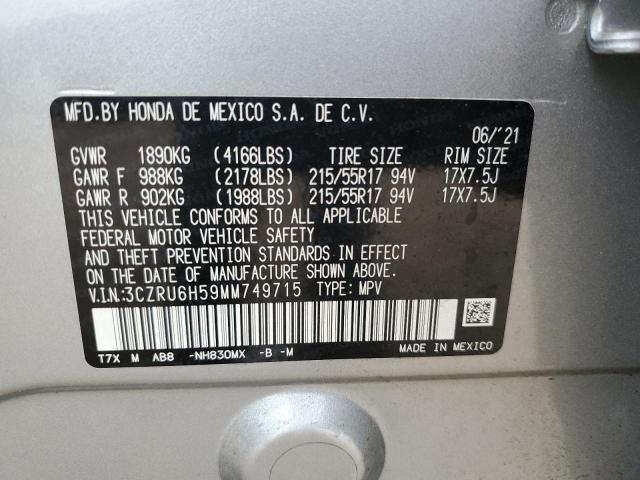 MFD.BY HONDA DE MEXICO S.A. DE C.V.
06/'21
GVWR 1890KG (4166LBS) TIRE SIZE RIM SIZE
GAWR F 988KG (2178LBS) 215/55R17 94V 17X7.5J
GAWR R 902KG (1988LBS) 215/55R17 94V 17X7.5J
THIS VEHICLE CONFORMS TO ALL APPLICABLE
FEDERAL MOTOR VEHICLE SAFETY
AND THEFT PREVENTION STANDARDS IN EFFECT
ON THE DATE OF MANUFACTURE SHOWN ABOVE.
V.I.N.:3CZRU6H59MM749715 TYPE: MPV
T7X M AB8 -NH830MX -B -M MADE IN MEXICO